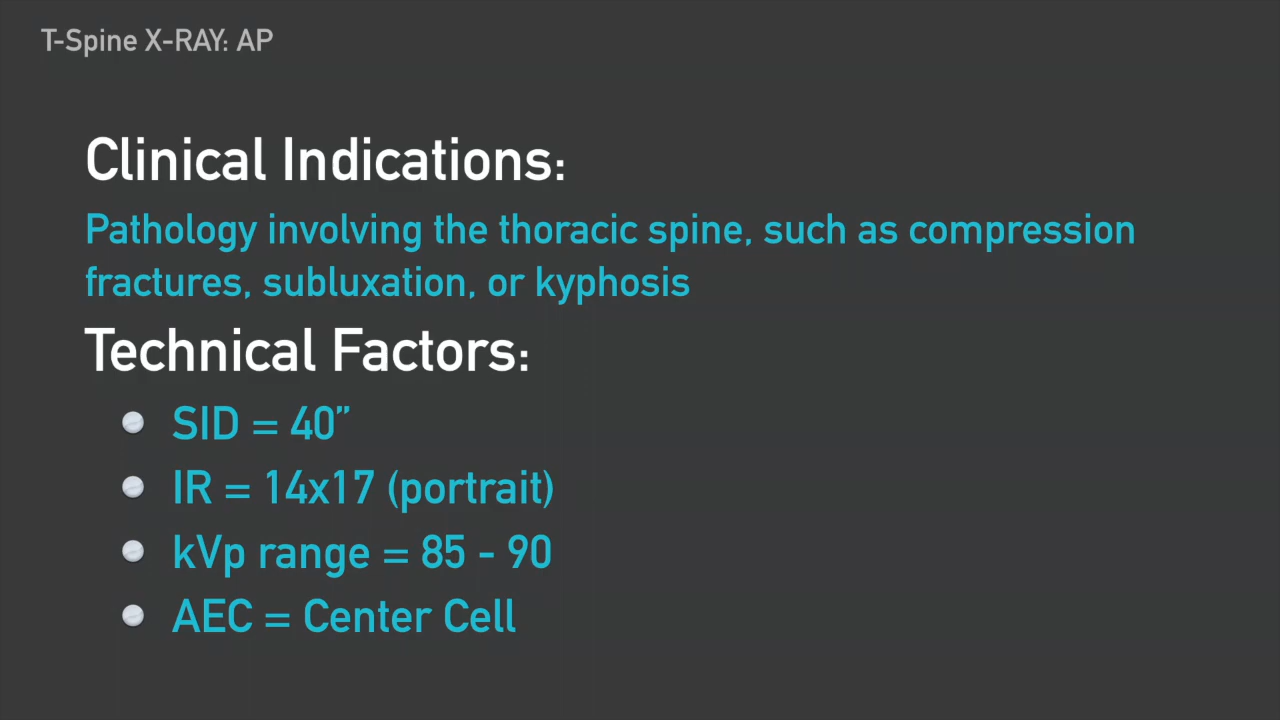 T-Spine X-RAY: AP
Clinical Indications:
Pathology involving the thoracic spine, such as compression
fractures, subluxation, or kyphosis
Technical Factors:
SID = 40”
IR = 14x17 (portrait)
kVp range = 85 - 90
AEC = Center Cell